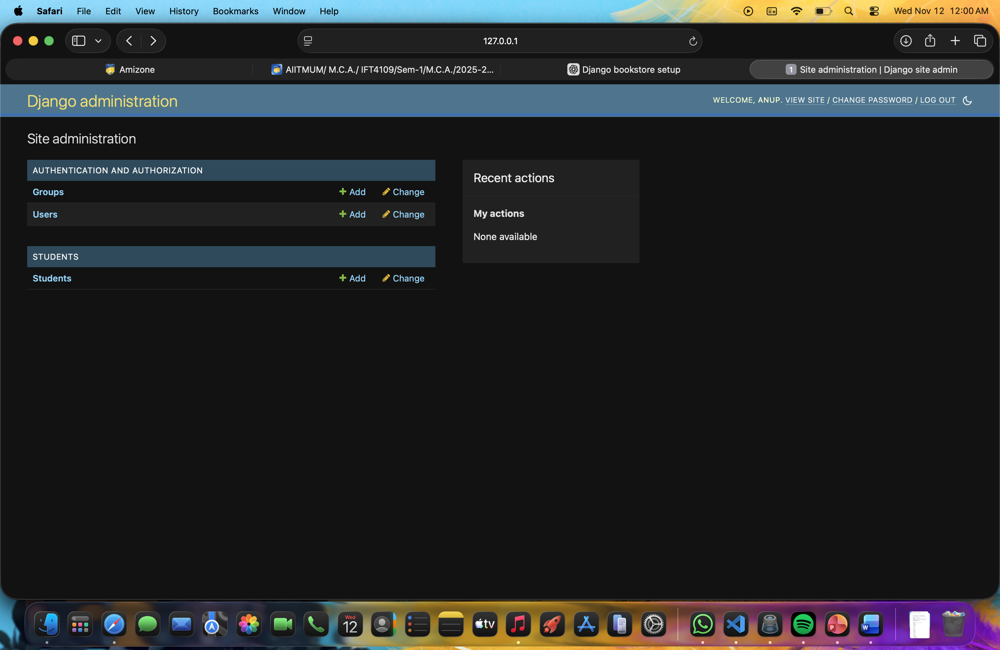 Safari File Edit View History Bookmarks Window Help Wed Nov 12 12:00 AM
127.0.0.1
Amizone AIITMUM/ M.C.A./ IFT4109/Sem-1/M.C.A./2025-2... Django bookstore setup 1 Site administration | Django site admin
Django administration
WELCOME, ANUP. VIEW SITE / CHANGE PASSWORD / LOG OUT
Site administration
AUTHENTICATION AND AUTHORIZATION
Groups Add Change
Users Add Change
STUDENTS
Students Add Change
Recent actions
My actions
None available
Wed
12
tv
P
W